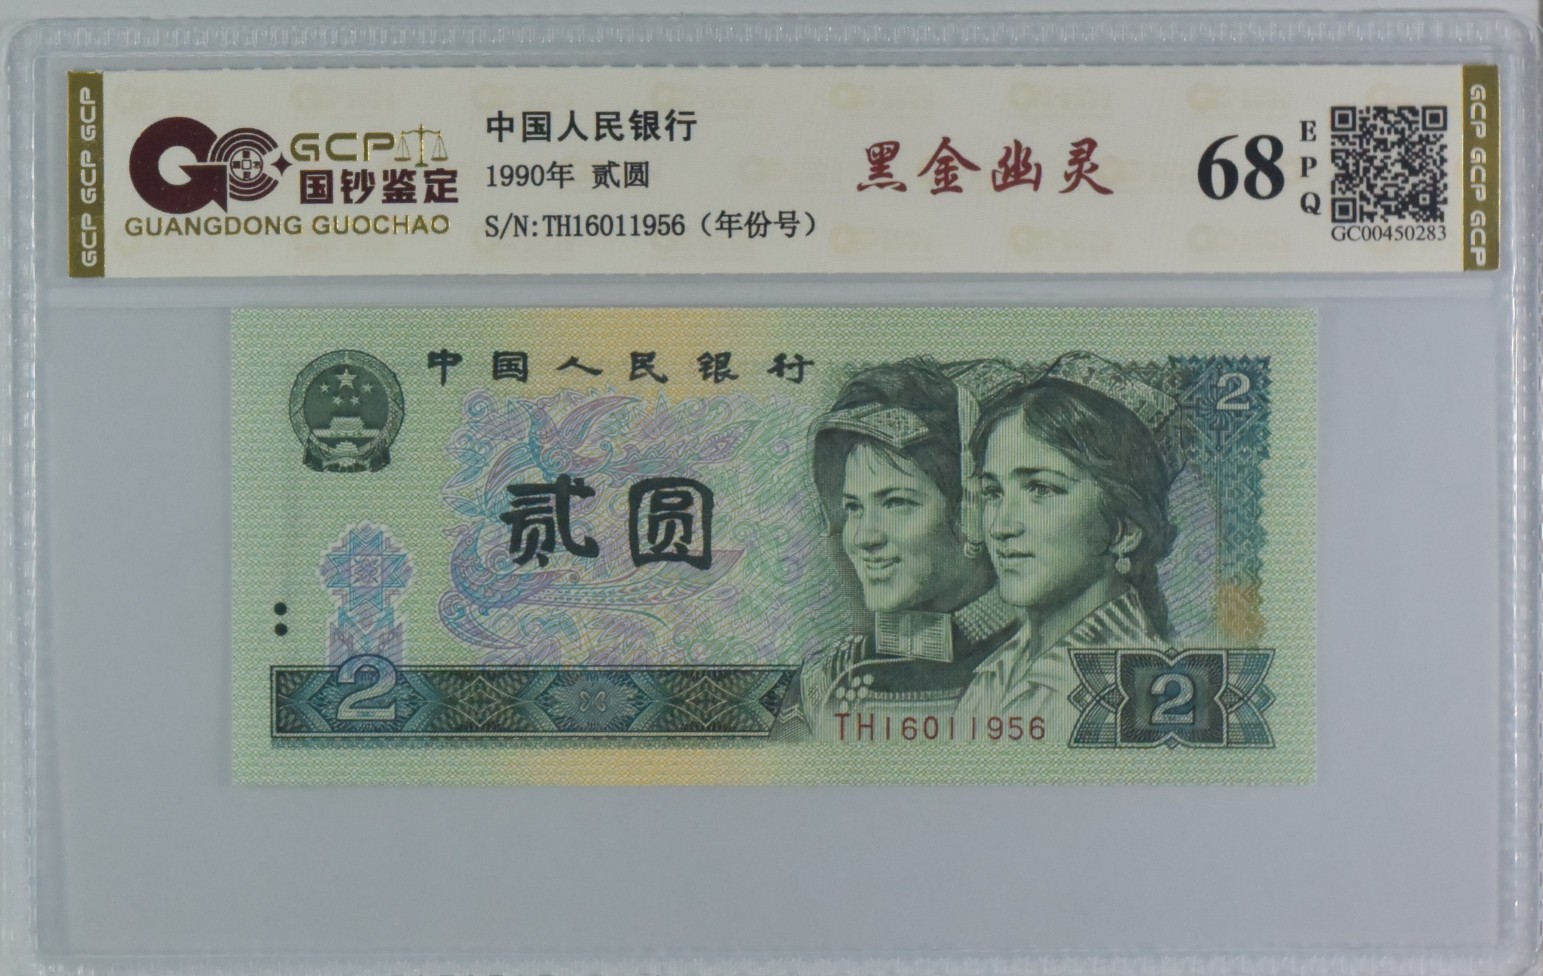 GCP GCP GCP
GCP
国钞鉴定
GUANGDONG GUOCHAO
中国人民银行
1990年 贰圆
S/N:TH16011956（年份号）
黑金幽灵
68
EPQ
GC00450283
GCP GCP GCP
中国人民银行
2
贰圆
2
TH16011956
2